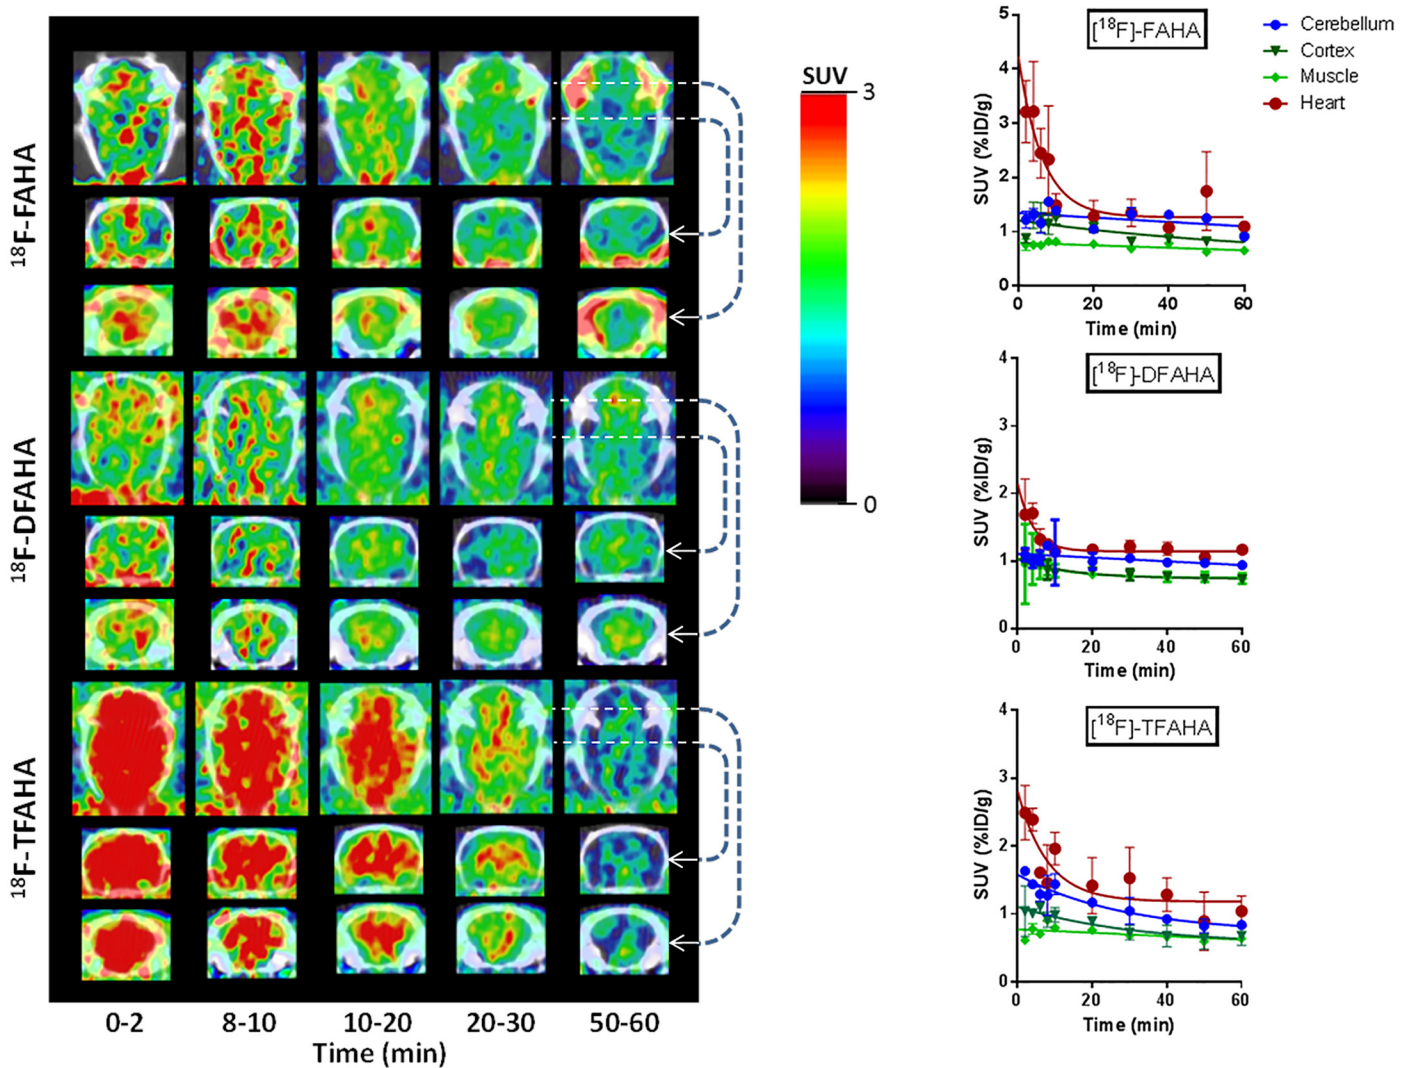 ¹⁸F-FAHA
¹⁸F-DFAHA
¹⁸F-TFAHA
0-2
8-10
10-20
20-30
50-60
Time (min)
SUV
3
0
[¹⁸F]-FAHA
Cerebellum
Cortex
Muscle
Heart
SUV (%ID/g)
5
4
3
2
1
0
0
20
40
60
Time (min)
[¹⁸F]-DFAHA
SUV (%ID/g)
4
3
2
1
0
0
20
40
60
Time (min)
[¹⁸F]-TFAHA
SUV (%ID/g)
4
3
2
1
0
0
20
40
60
Time (min)